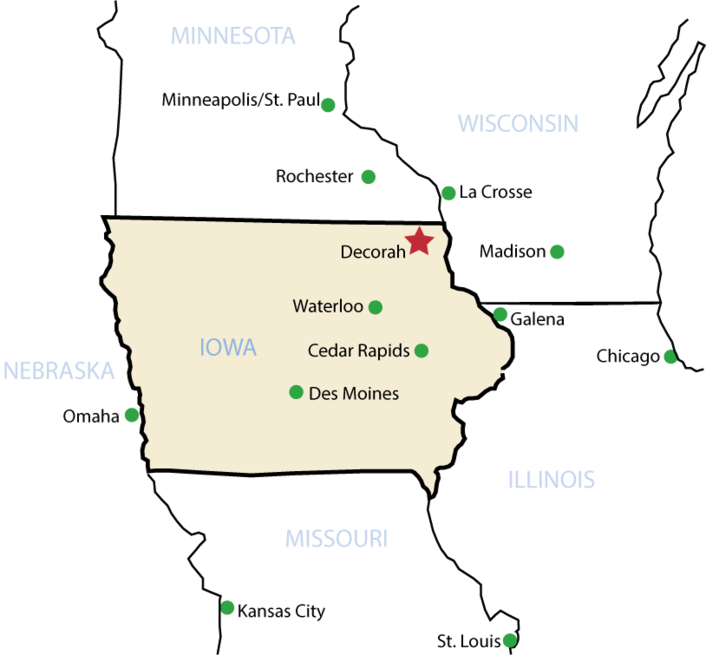 MINNESOTA
Minneapolis/St. Paul
WISCONSIN
Rochester
La Crosse
Decorah
Madison
Waterloo
Galena
IOWA
Cedar Rapids
Chicago
NEBRASKA
Des Moines
Omaha
ILLINOIS
MISSOURI
Kansas City
St. Louis